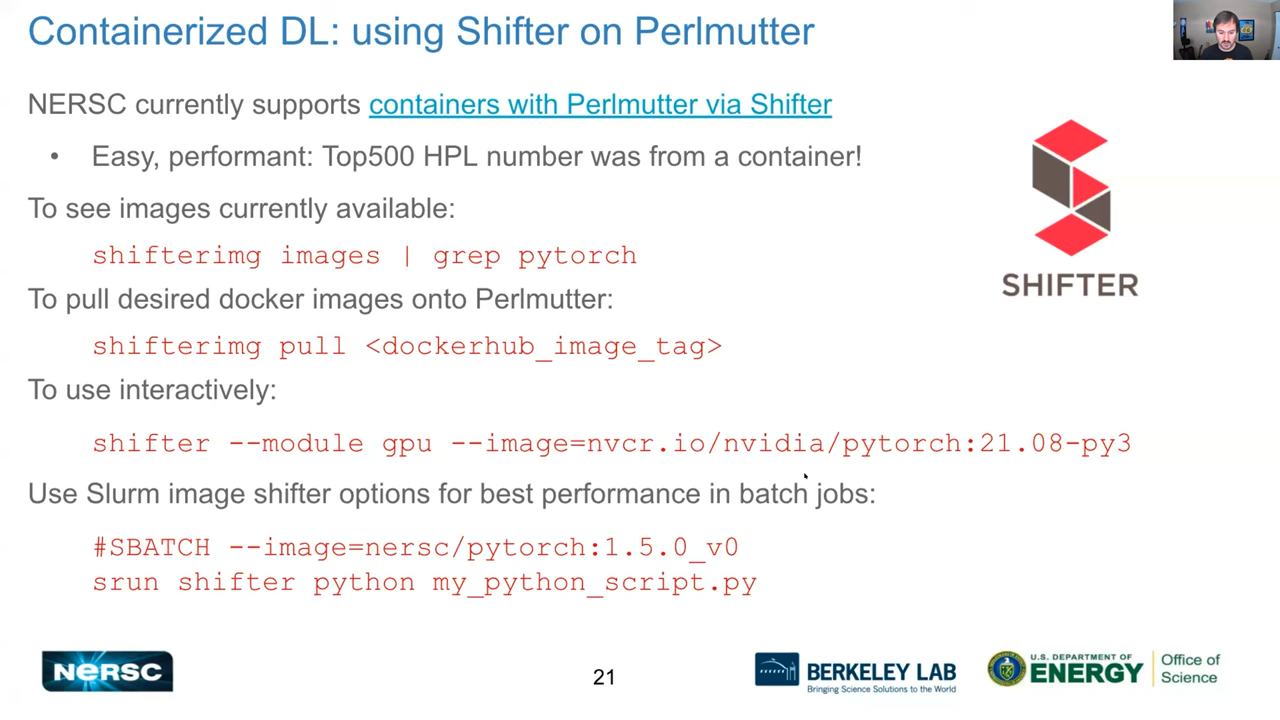 Containerized DL: using Shifter on Perlmutter
NERSC currently supports containers with Perlmutter via Shifter
• Easy, performant: Top500 HPL number was from a container!
To see images currently available:
shifterimg images | grep pytorch
To pull desired docker images onto Perlmutter:
shifterimg pull <dockerhub_image_tag>
To use interactively:
shifter --module gpu --image=nvcr.io/nvidia/pytorch:21.08-py3
Use Slurm image shifter options for best performance in batch jobs:
#SBATCH --image=nersc/pytorch:1.5.0_v0
srun shifter python my_python_script.py
SHIFTER
NERSC
21
BERKELEY LAB
Bringing Science Solutions to the World
U.S. DEPARTMENT OF
ENERGY
Office of
Science